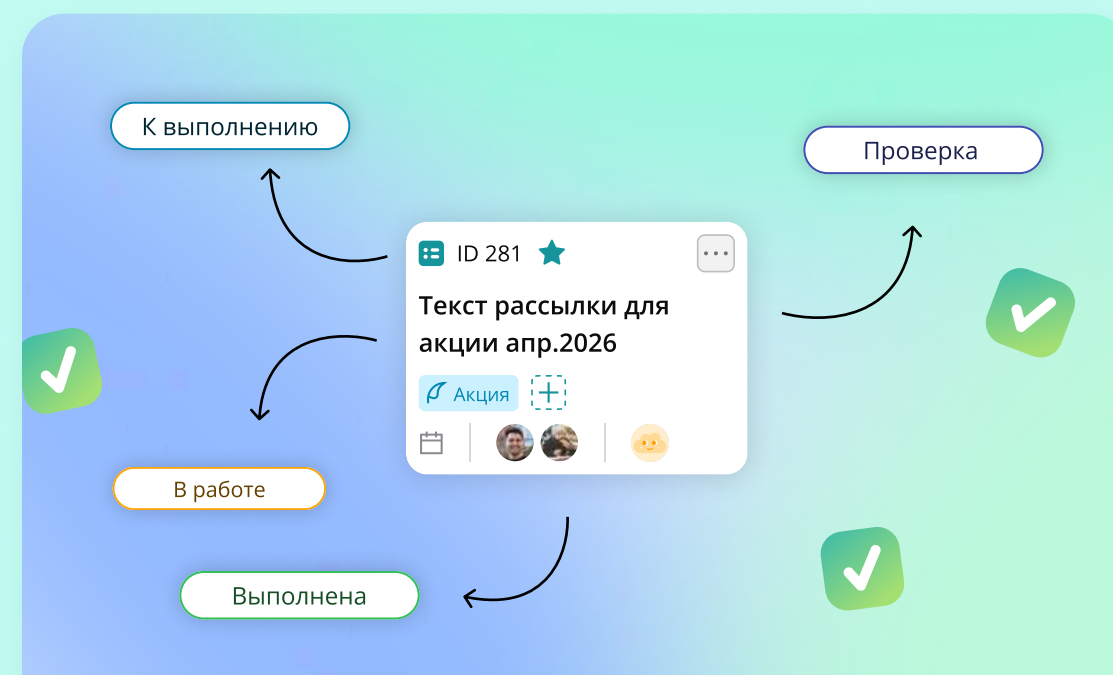 К выполнению
Проверка
ID 281
Текст рассылки для
акции апр.2026
Акция
В работе
Выполнена